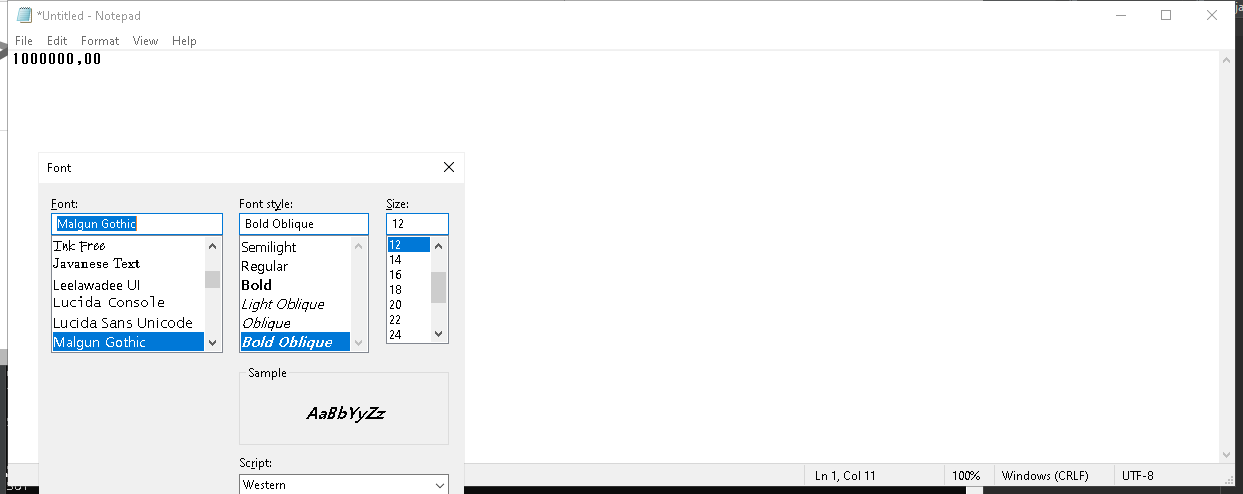 *Untitled - Notepad
File Edit Format View Help
1000000,00
Font
Font: Font style: Size:
Malgun Gothic Bold Oblique 12
Ink Free Semilight 12
Javanese Text Regular 14
Leelawadee UI Bold 16
Lucida Console Light Oblique 18
Lucida Sans Unicode Oblique 20
Malgun Gothic Bold Oblique 22
24
Sample
AaBbYyZz
Script:
Western
Ln 1, Col 11 100% Windows (CRLF) UTF-8